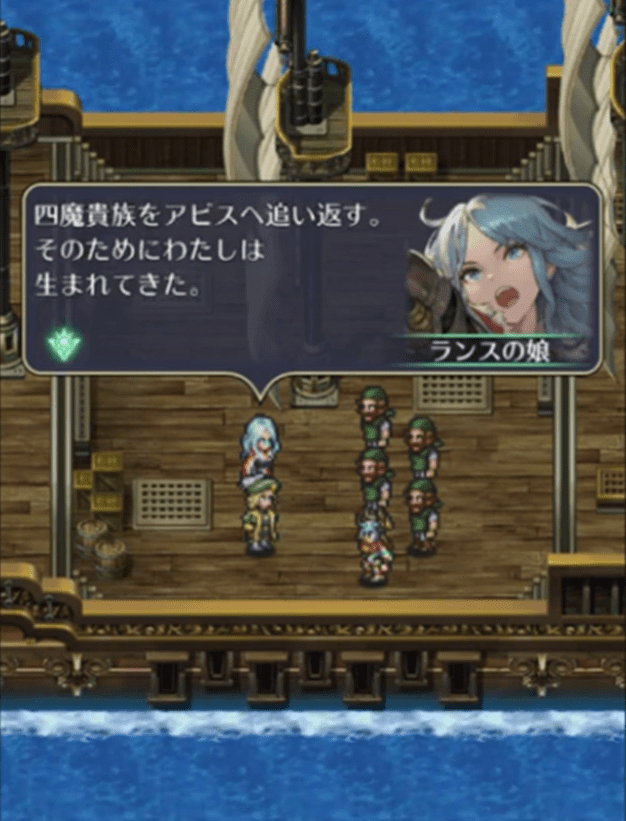 四魔貴族をアビスへ追い返す。
そのためにわたしは
生まれてきた。
ランスの娘